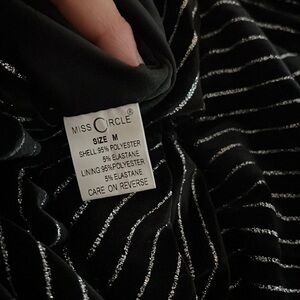 MISS CIRCLE®
SIZE M
SHELL 95% POLYESTER
5% ELASTANE
LINING 95% POLYESTER
5% ELASTANE
CARE ON REVERSE